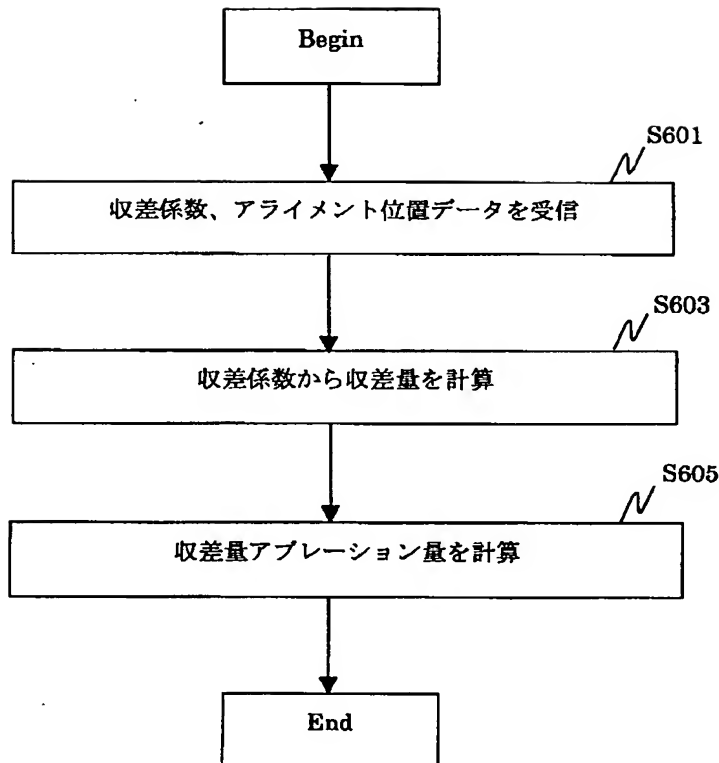 Begin
S601
収差係数、アライメント位置データを受信
S603
収差係数から収差量を計算
S605
収差量アブレーション量を計算
End